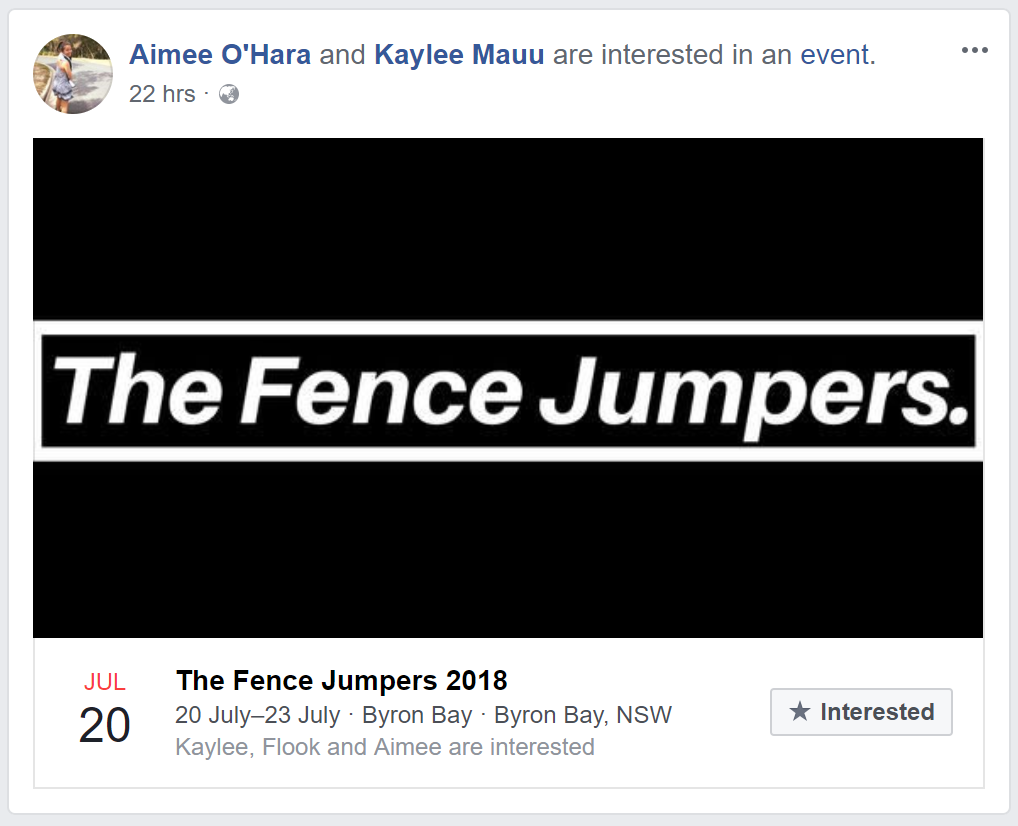 Aimee O'Hara and Kaylee Mauu are interested in an event.
22 hrs ·
The Fence Jumpers.
JUL
20
The Fence Jumpers 2018
20 July–23 July · Byron Bay · Byron Bay, NSW
Kaylee, Flook and Aimee are interested
Interested